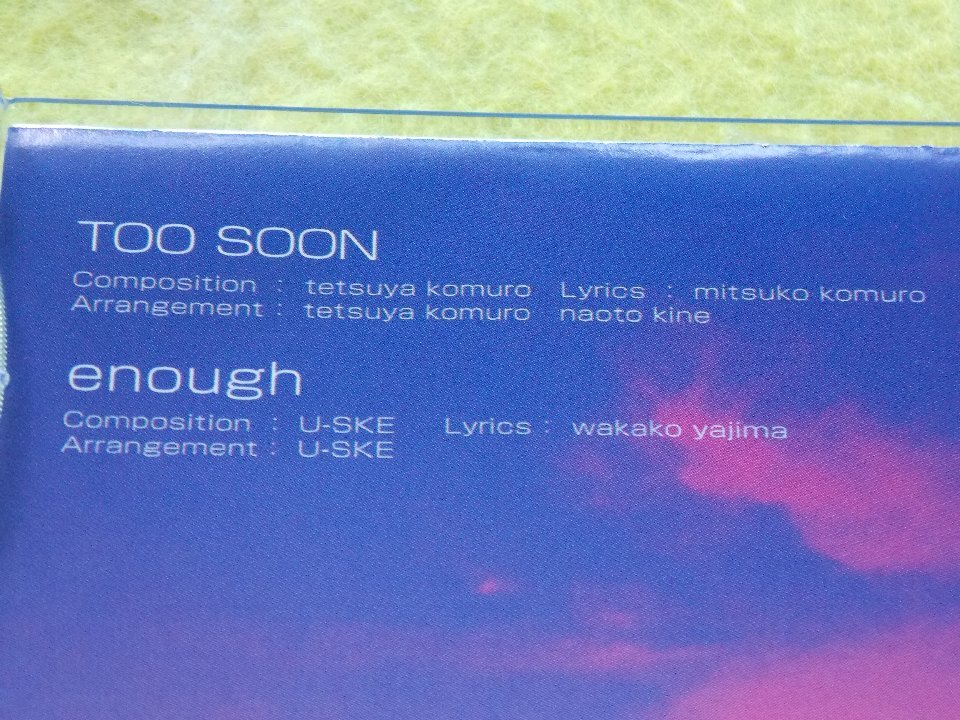 TOO SOON
Composition : tetsuya komuro Lyrics : mitsuko komuro
Arrangement : tetsuya komuro naoto kine
enough
Composition : U-SKE Lyrics : wakako yajima
Arrangement : U-SKE